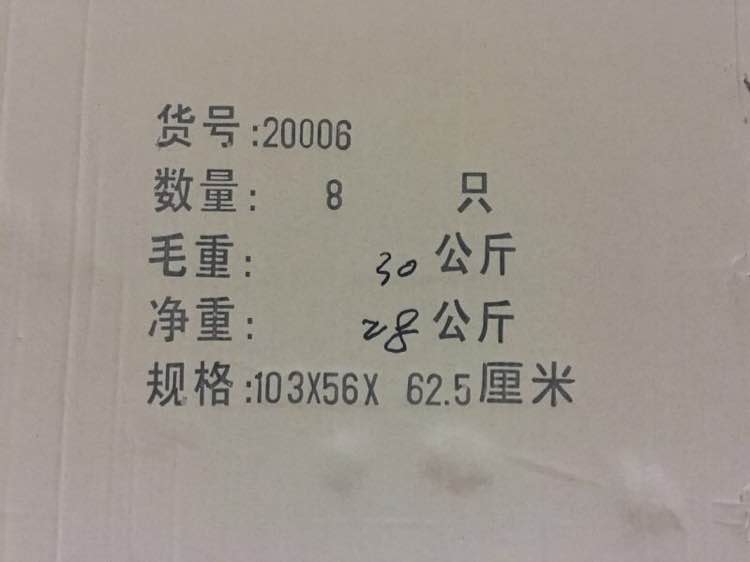 货号:20006
数量: 8 只
毛重: 30 公斤
净重: 28 公斤
规格:103X56X 62.5厘米